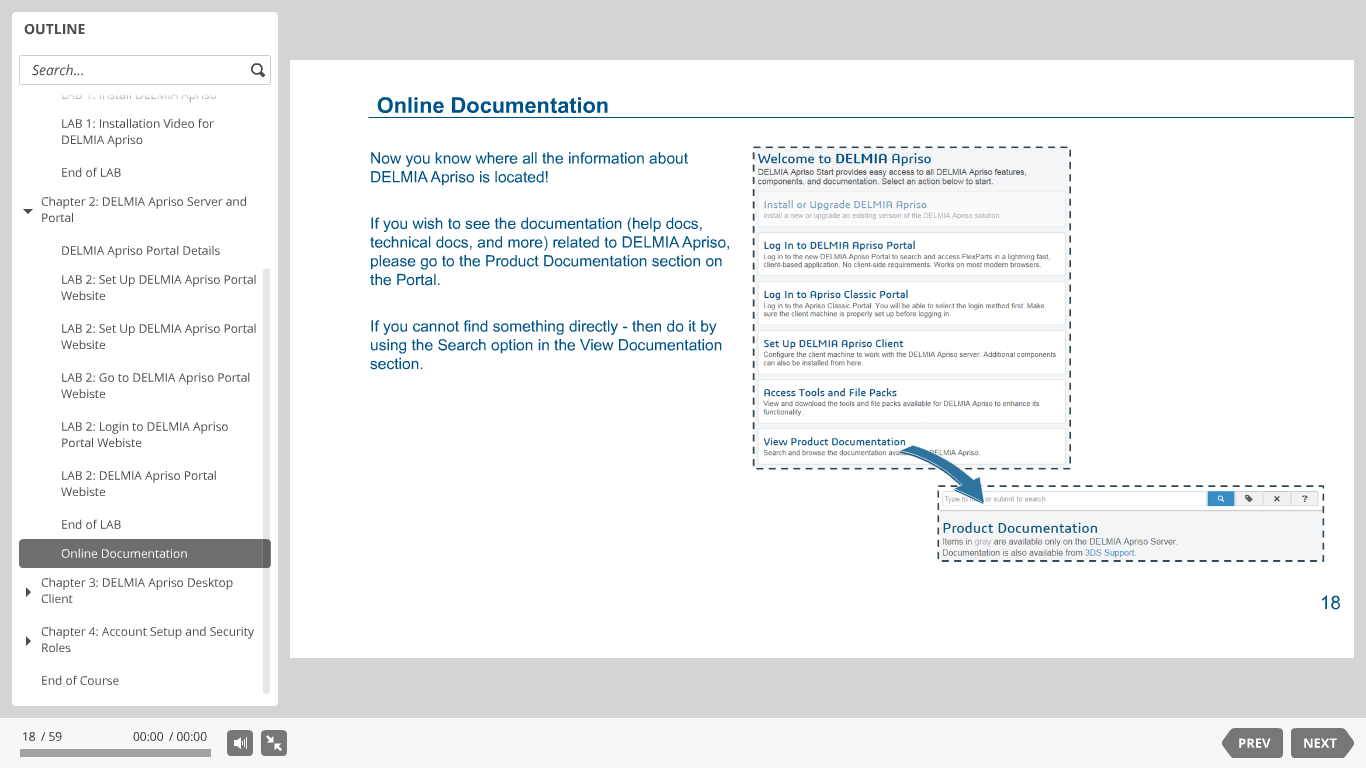 OUTLINE
Search...
LAB 1: Install DELMIA Apriso
LAB 1: Installation Video for
DELMIA Apriso
End of LAB
Chapter 2: DELMIA Apriso Server and
Portal
DELMIA Apriso Portal Details
LAB 2: Set Up DELMIA Apriso Portal
Website
LAB 2: Set Up DELMIA Apriso Portal
Website
LAB 2: Go to DELMIA Apriso Portal
Webiste
LAB 2: Login to DELMIA Apriso
Portal Webiste
LAB 2: DELMIA Apriso Portal
Webiste
End of LAB
Online Documentation
Chapter 3: DELMIA Apriso Desktop
Client
Chapter 4: Account Setup and Security
Roles
End of Course
Online Documentation
Now you know where all the information about
DELMIA Apriso is located!
If you wish to see the documentation (help docs,
technical docs, and more) related to DELMIA Apriso,
please go to the Product Documentation section on
the Portal.
If you cannot find something directly - then do it by
using the Search option in the View Documentation
section.
Welcome to DELMIA Apriso
DELMIA Apriso Start provides easy access to all DELMIA Apriso features,
components, and documentation. Select an action below to start.
Install or Upgrade DELMIA Apriso
Install a new or upgrade an existing version of the DELMIA Apriso solution.
Log In to DELMIA Apriso Portal
Log in to the new DELMIA Apriso Portal to search and access FlexParts in a lightning fast,
client-based application. No client-side requirements. Works on most modern browsers.
Log In to Apriso Classic Portal
Log in to the Apriso Classic Portal. You will be able to select the login method first. Make
sure the client machine is properly set up before logging in.
Set Up DELMIA Apriso Client
Configure the client machine to work with the DELMIA Apriso server. Additional components
can also be installed from here.
Access Tools and File Packs
View and download the tools and file packs available for DELMIA Apriso to enhance its
functionality.
View Product Documentation
Search and browse the documentation DELMIA Apriso.
Type to or submit to search
?
Product Documentation
Items in gray are available only on the DELMIA Apriso Server.
Documentation is also available from 3DS Support.
18
18 / 59
00:00 / 00:00
PREV
NEXT